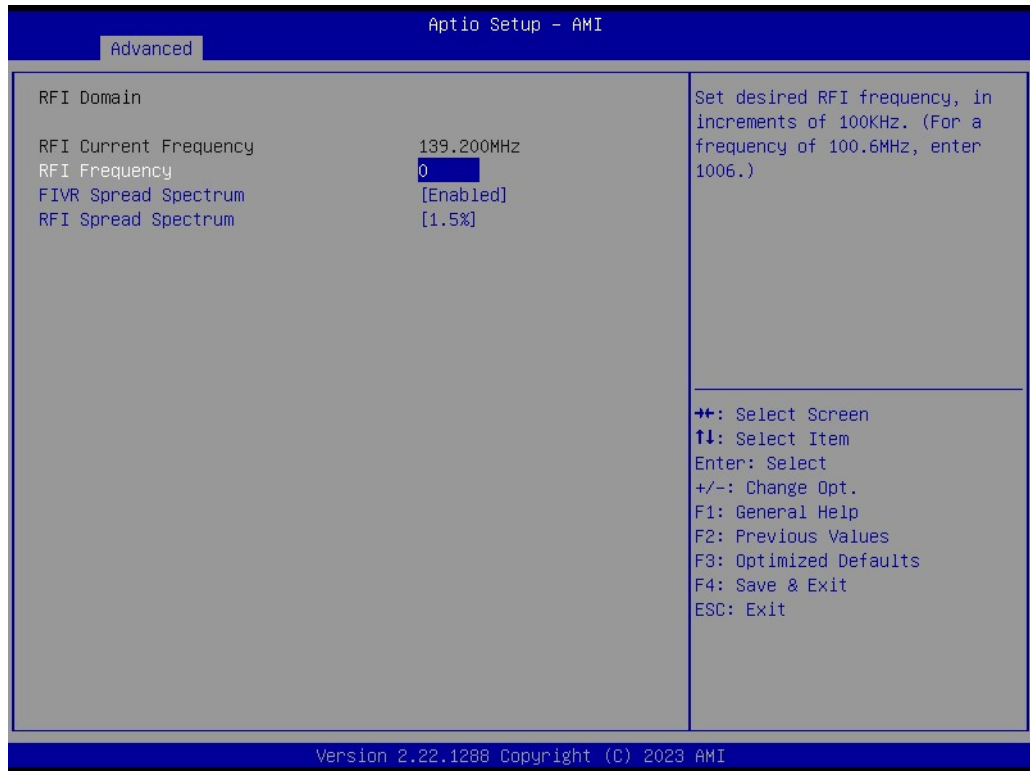 Aptio Setup - AMI
Advanced
RFI Domain
RFI Current Frequency 139.200MHz
RFI Frequency 0
FIVR Spread Spectrum [Enabled]
RFI Spread Spectrum [1.5%]
Set desired RFI frequency, in
increments of 100KHz. (For a
frequency of 100.6MHz, enter
1006.)
→←: Select Screen
↑↓: Select Item
Enter: Select
+/-: Change Opt.
F1: General Help
F2: Previous Values
F3: Optimized Defaults
F4: Save & Exit
ESC: Exit
Version 2.22.1288 Copyright (C) 2023 AMI